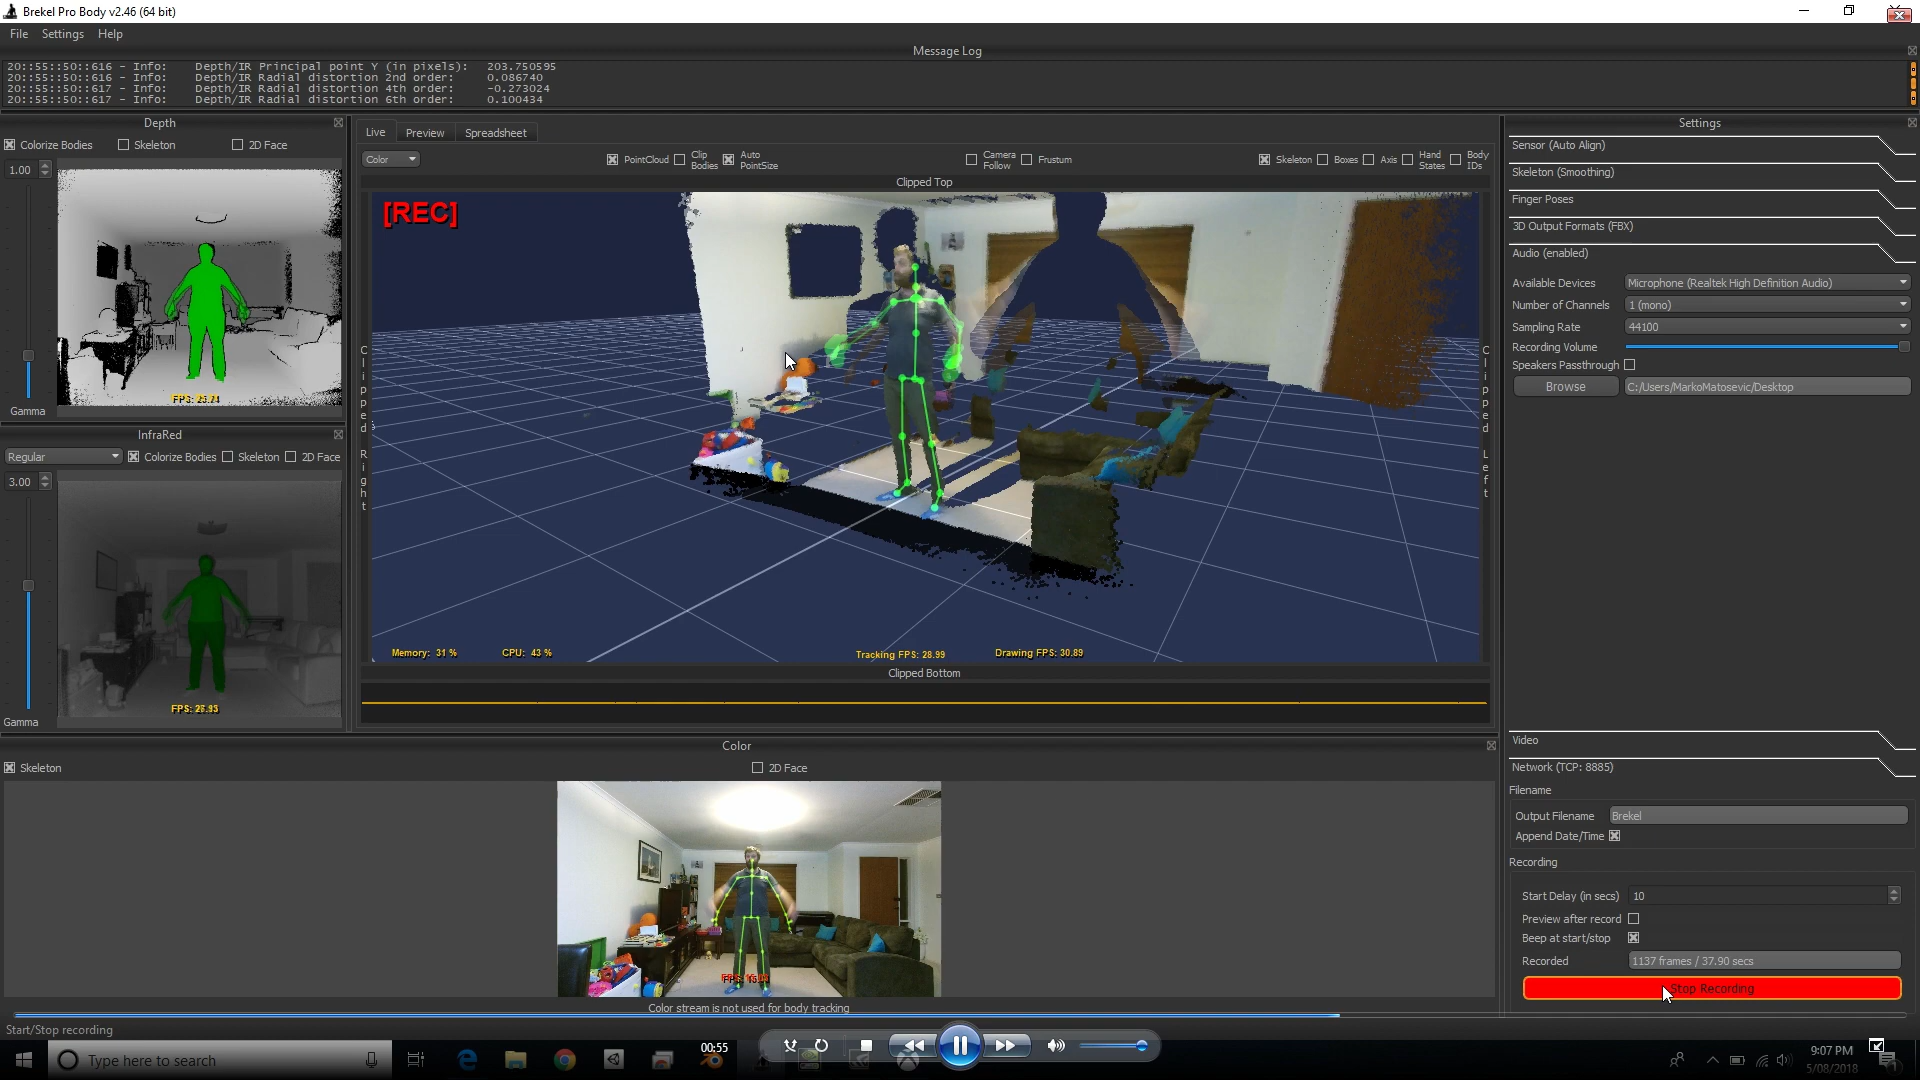 Brekel Pro Body v2.46 (64 bit)
File Settings Help
Message Log
20::55::50::616 - Info: Depth/IR Principal point Y (in pixels): 203.750595
20::55::50::616 - Info: Depth/IR Radial distortion 2nd order: 0.086740
20::55::50::617 - Info: Depth/IR Radial distortion 4th order: -0.273024
20::55::50::617 - Info: Depth/IR Radial distortion 6th order: 0.100434
Depth
Colorize Bodies Skeleton 2D Face
1.00
Gamma
InfraRed
Regular Colorize Bodies Skeleton 2D Face
3.00
Gamma
Live Preview Spreadsheet
Color PointCloud Clip Bodies Auto PointSize Camera Follow Frustum Skeleton Boxes Axis Hand States Body IDs
Clipped Top
[REC]
Clipped Right
Clipped Left
Memory: 31 % CPU: 43 % Tracking FPS: 28.99 Drawing FPS: 30.89
Clipped Bottom
Color
Skeleton 2D Face
Color stream is not used for body tracking
Settings
Sensor (Auto Align)
Skeleton (Smoothing)
Finger Poses
3D Output Formats (FBX)
Audio (enabled)
Available Devices Microphone (Realtek High Definition Audio)
Number of Channels 1 (mono)
Sampling Rate 44100
Recording Volume
Speakers Passthrough
Browse C:/Users/MarkoMatosevic/Desktop
Video
Network (TCP: 8885)
Filename
Output Filename Brekel
Append Date/Time
Recording
Start Delay (in secs) 10
Preview after record
Beep at start/stop
Recorded 1137 frames / 37.90 secs
Stop Recording
Start/Stop recording
Type here to search
00:55
9:07 PM
5/08/2018